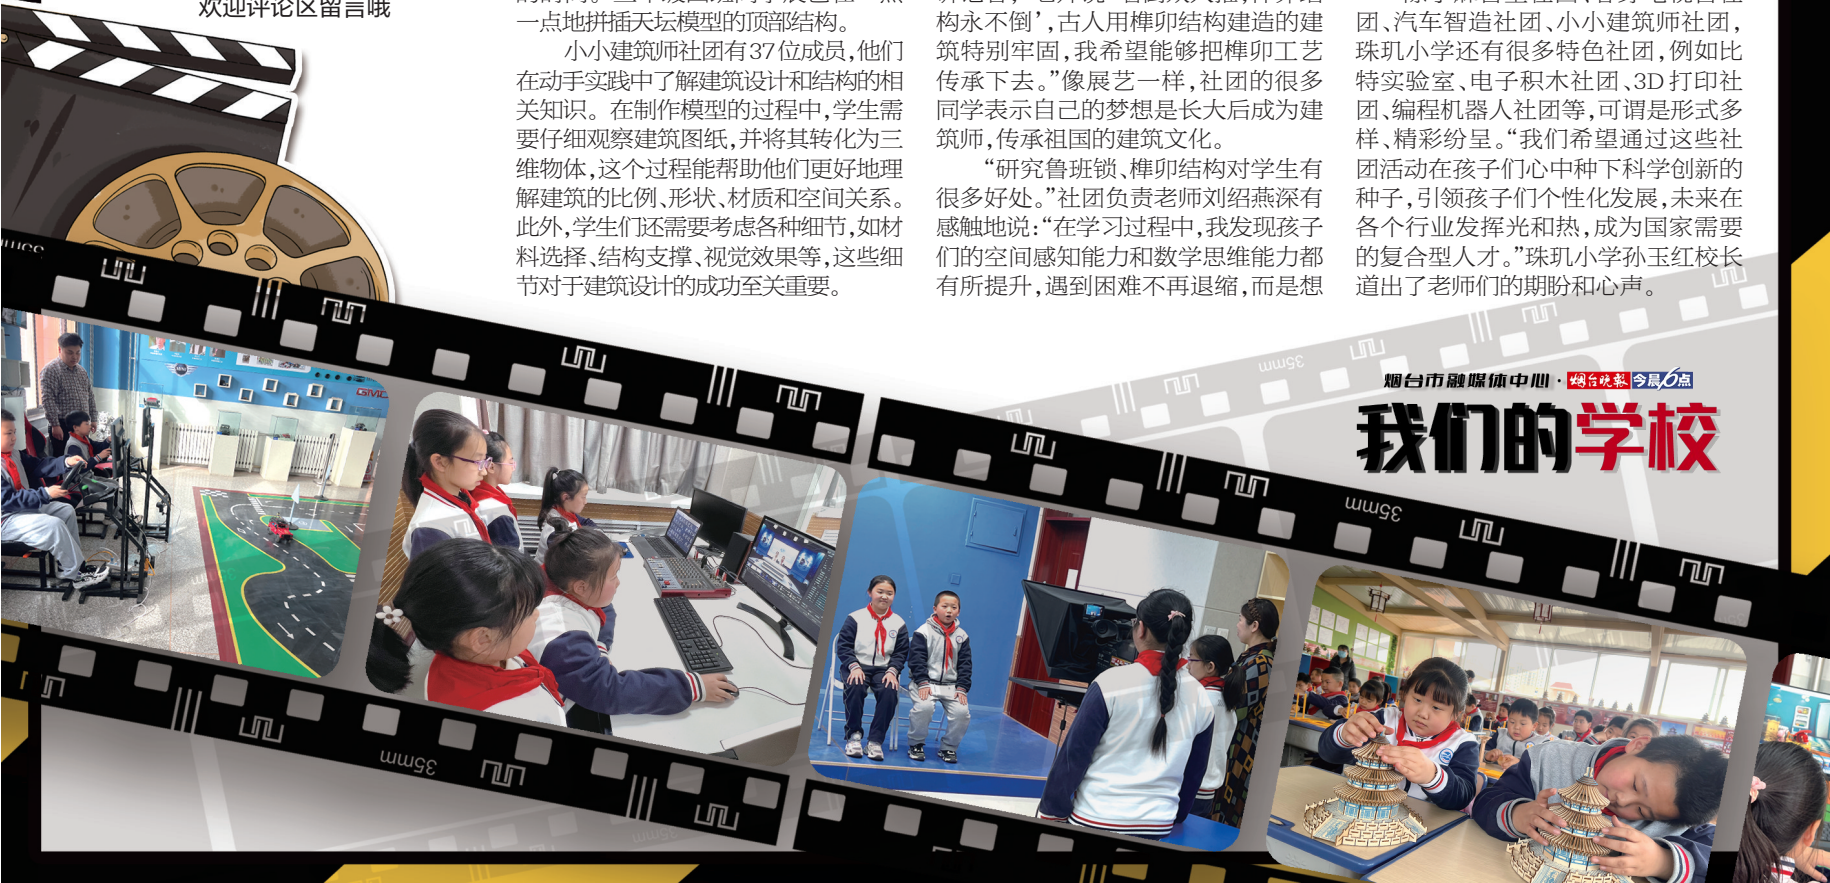 欢迎评论区留言哦
一点地拼插天坛模型的顶部结构。
小小建筑师社团有37位成员,他们
在动手实践中了解建筑设计和结构的相
关知识。在制作模型的过程中,学生需
要仔细观察建筑图纸,并将其转化为三
维物体,这个过程能帮助他们更好地理
解建筑的比例、形状、材质和空间关系。
此外,学生们还需要考虑各种细节,如材
料选择、结构支撑、视觉效果等,这些细
节对于建筑设计的成功至关重要。
构永不倒’,古人用榫卯结构建造的建
筑特别牢固,我希望能够把榫卯工艺
传承下去。”像展艺一样,社团的很多
同学表示自己的梦想是长大后成为建
筑师,传承祖国的建筑文化。
“研究鲁班锁、榫卯结构对学生有
很多好处。”社团负责老师刘绍燕深有
感触地说:“在学习过程中,我发现孩子
们的空间感知能力和数学思维能力都
有所提升,遇到困难不再退缩,而是想
团、汽车智造社团、小小建筑师社团,
珠玑小学还有很多特色社团,例如比
特实验室、电子积木社团、3D打印社
团、编程机器人社团等,可谓是形式多
样、精彩纷呈。“我们希望通过这些社
团活动在孩子们心中种下科学创新的
种子,引领孩子们个性化发展,未来在
各个行业发挥光和热,成为国家需要
的复合型人才。”珠玑小学孙玉红校长
道出了老师们的期盼和心声。
烟台市融媒体中心·烟台晚报 今晨6点
我们的学校
35mm
35mm
35mm
35mm
GMC